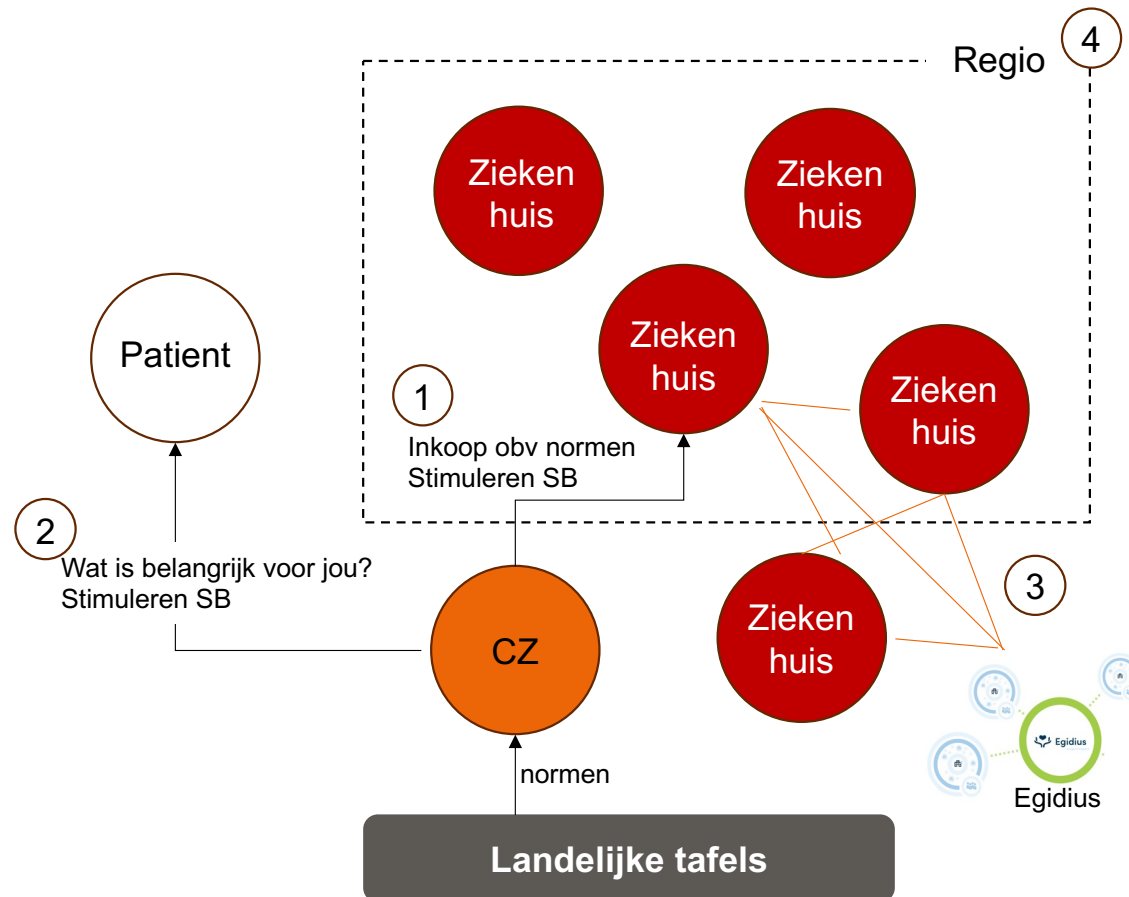 4
Regio
Zieken
huis
Zieken
huis
Zieken
huis
Patient
Zieken
huis
1
Inkoop obv normen
Stimuleren SB
2
Wat is belangrijk voor jou?
Stimuleren SB
3
Zieken
huis
CZ
Egidius
Egidius
normen
Landelijke tafels